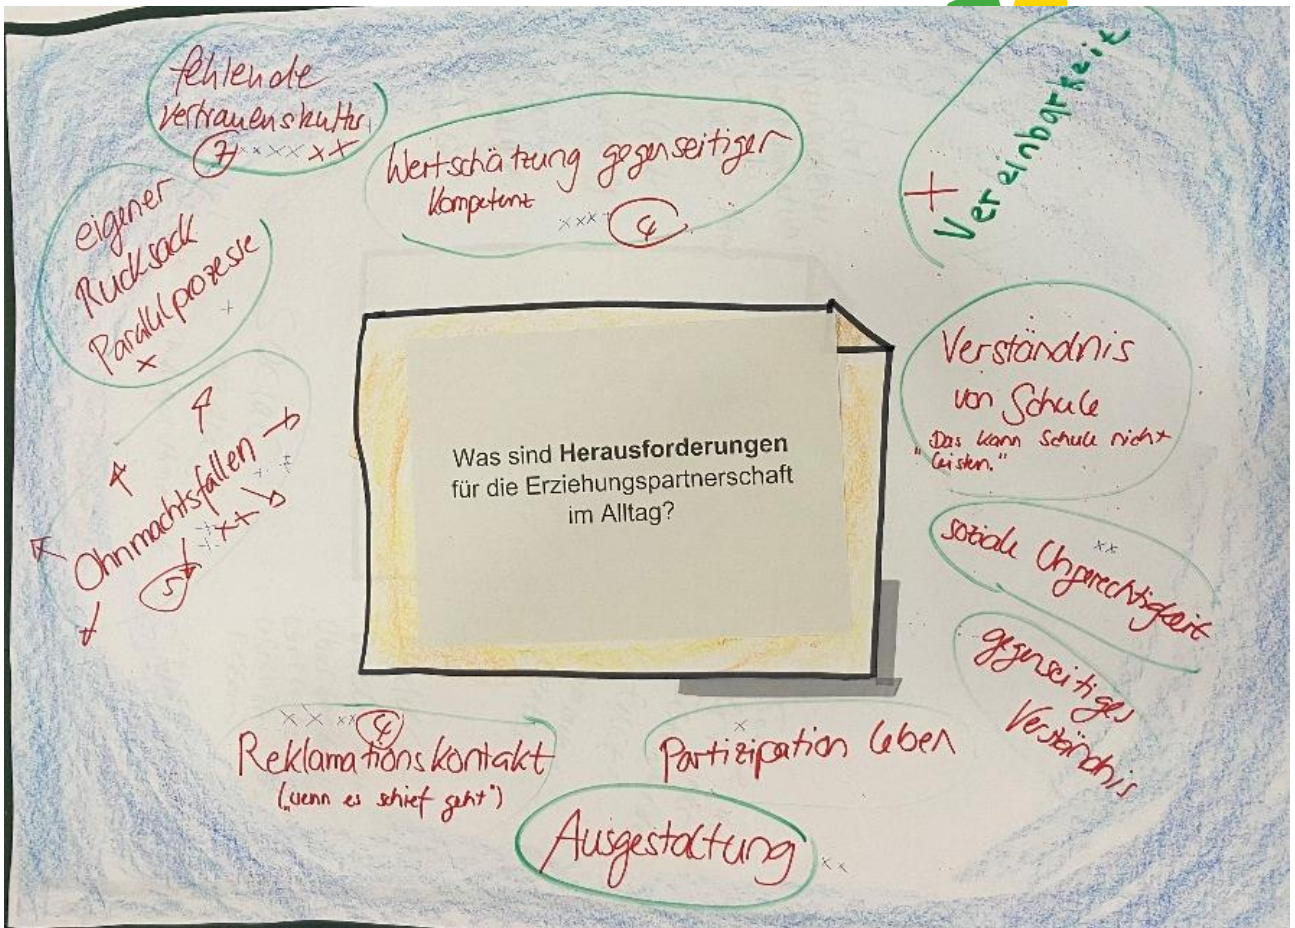 fehlende
Vertrauenskultur
7 x x x x x x
Wertschätzung gegenseitiger
Kompetenz
x x x 4
+ Vereinbarkeit
eigener
Rucksack
Parallelprozesse
+
x
Verständnis
von Schule
"Das kann Schule nicht
leisten."
Was sind Herausforderungen
für die Erziehungspartnerschaft
im Alltag?
Ohnmachtsfallen
5
soziale Ungerechtigkeit
x x
gegenseitiges
Verständnis
x x x x 4
Reklamationskontakt
(„wenn es schief geht")
x
Partizipation leben
Ausgestaltung x x